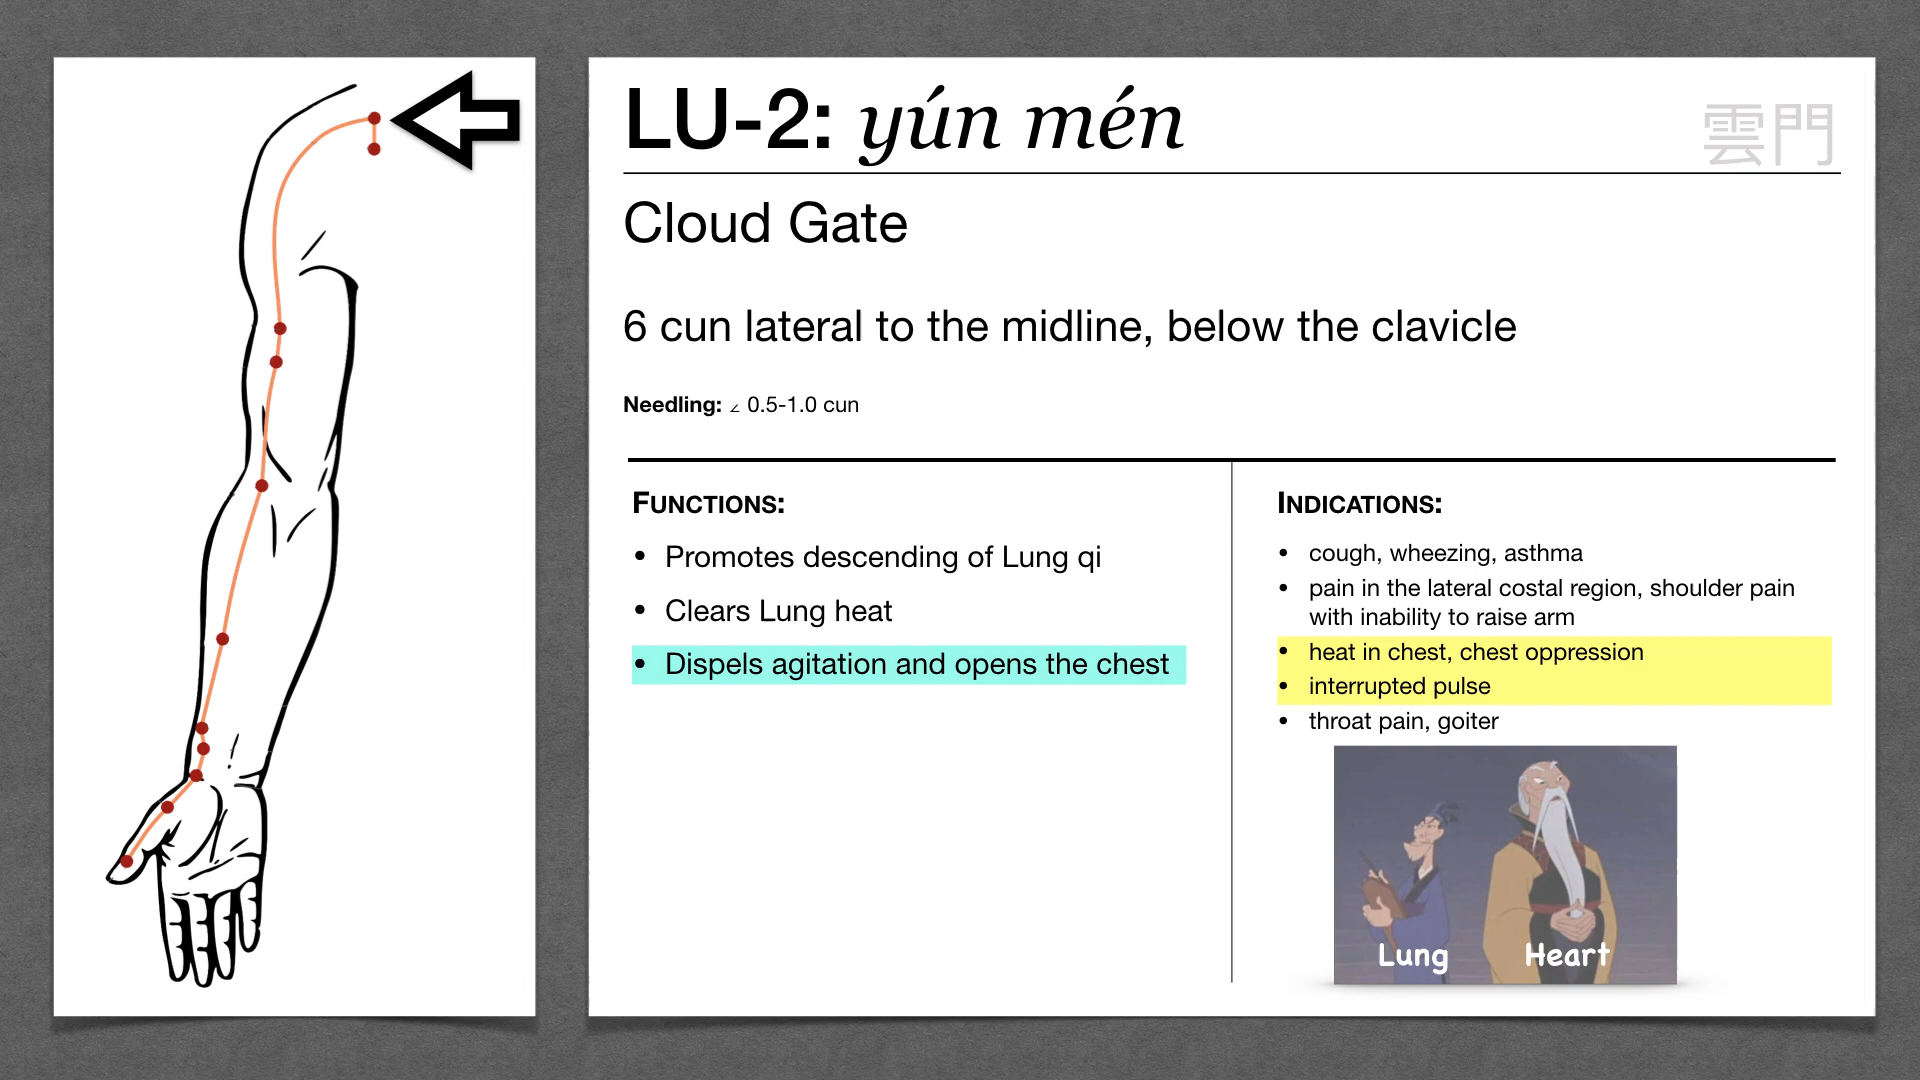 LU-2: yún mén
雲門
Cloud Gate
6 cun lateral to the midline, below the clavicle
Needling: ∠ 0.5-1.0 cun
FUNCTIONS:
• Promotes descending of Lung qi
• Clears Lung heat
• Dispels agitation and opens the chest
INDICATIONS:
• cough, wheezing, asthma
• pain in the lateral costal region, shoulder pain
with inability to raise arm
• heat in chest, chest oppression
• interrupted pulse
• throat pain, goiter
Lung
Heart